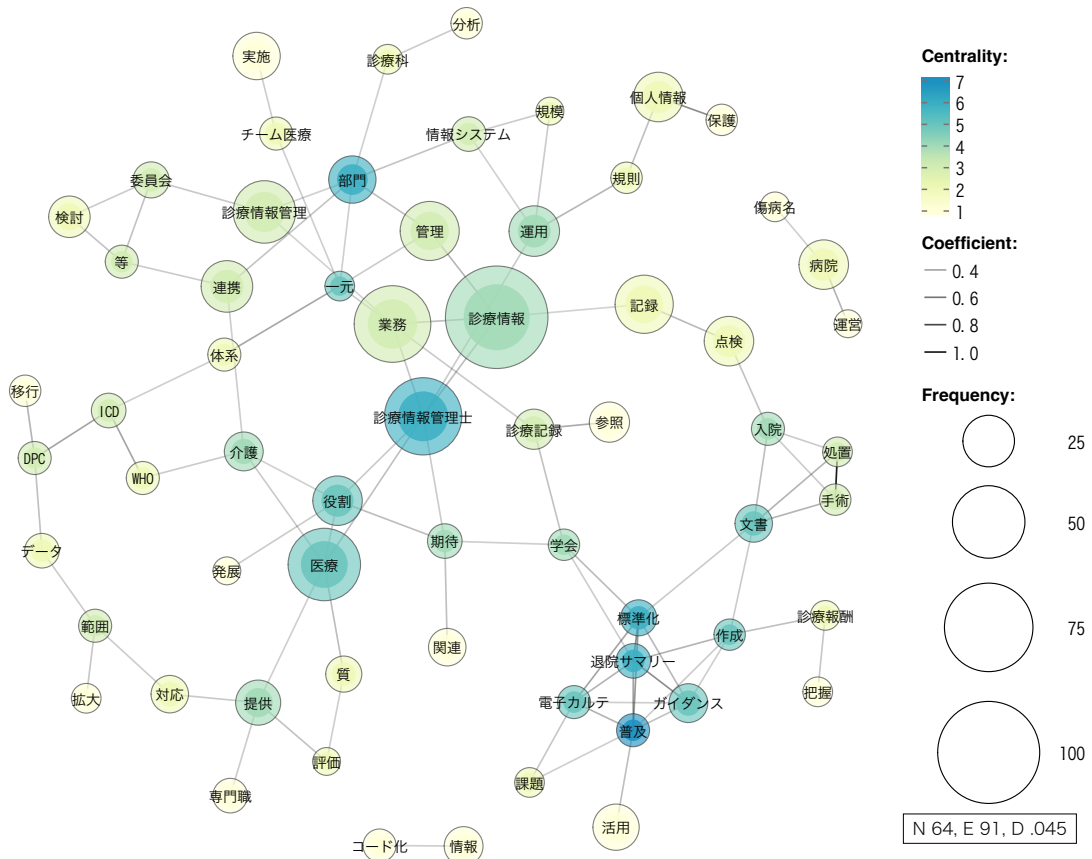 分析
実施
診療科
Centrality:
7
6
5
4
3
2
1
個人情報
規模
保護
チーム医療
情報システム
部門
規則
委員会
診療情報管理
傷病名
検討
管理
運用
Coefficient:
等
病院
0.4
連携
一元
0.6
記録
診療情報
業務
運営
0.8
点検
1.0
体系
移行
Frequency:
ICD
診療情報管理士
診療記録
参照
入院
25
DPC
介護
処置
WHO
役割
手術
文書
50
期待
学会
データ
医療
発展
標準化
診療報酬
範囲
作成
75
関連
退院サマリー
質
拡大
対応
提供
電子カルテ
ガイダンス
把握
普及
100
評価
課題
専門職
活用
N 64, E 91, D .045
コード化
情報